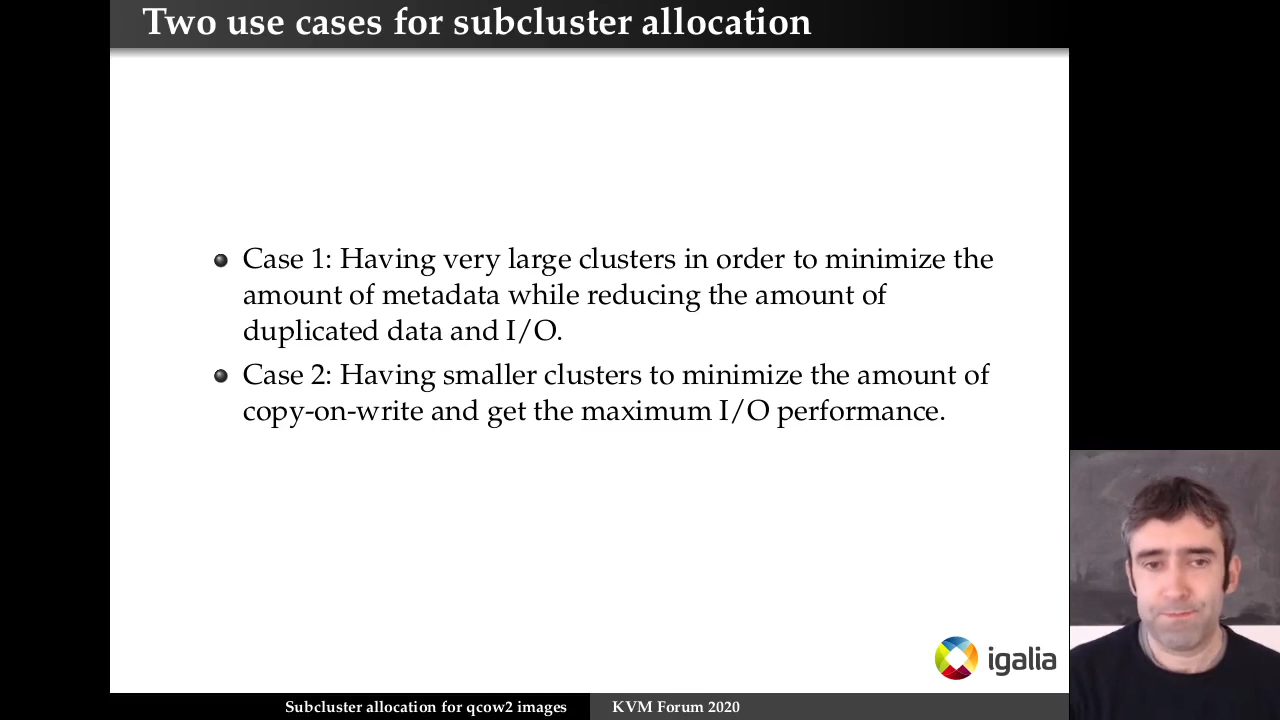 Two use cases for subcluster allocation
Case 1: Having very large clusters in order to minimize the
amount of metadata while reducing the amount of
duplicated data and I/O.
Case 2: Having smaller clusters to minimize the amount of
copy-on-write and get the maximum I/O performance.
igalia
Subcluster allocation for qcow2 images
KVM Forum 2020